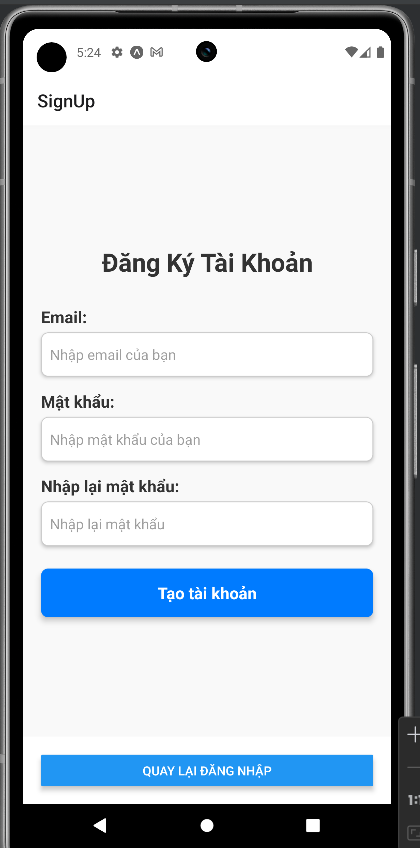 5:24
SignUp
Đăng Ký Tài Khoản
Email:
Nhập email của bạn
Mật khẩu:
Nhập mật khẩu của bạn
Nhập lại mật khẩu:
Nhập lại mật khẩu
Tạo tài khoản
QUAY LẠI ĐĂNG NHẬP